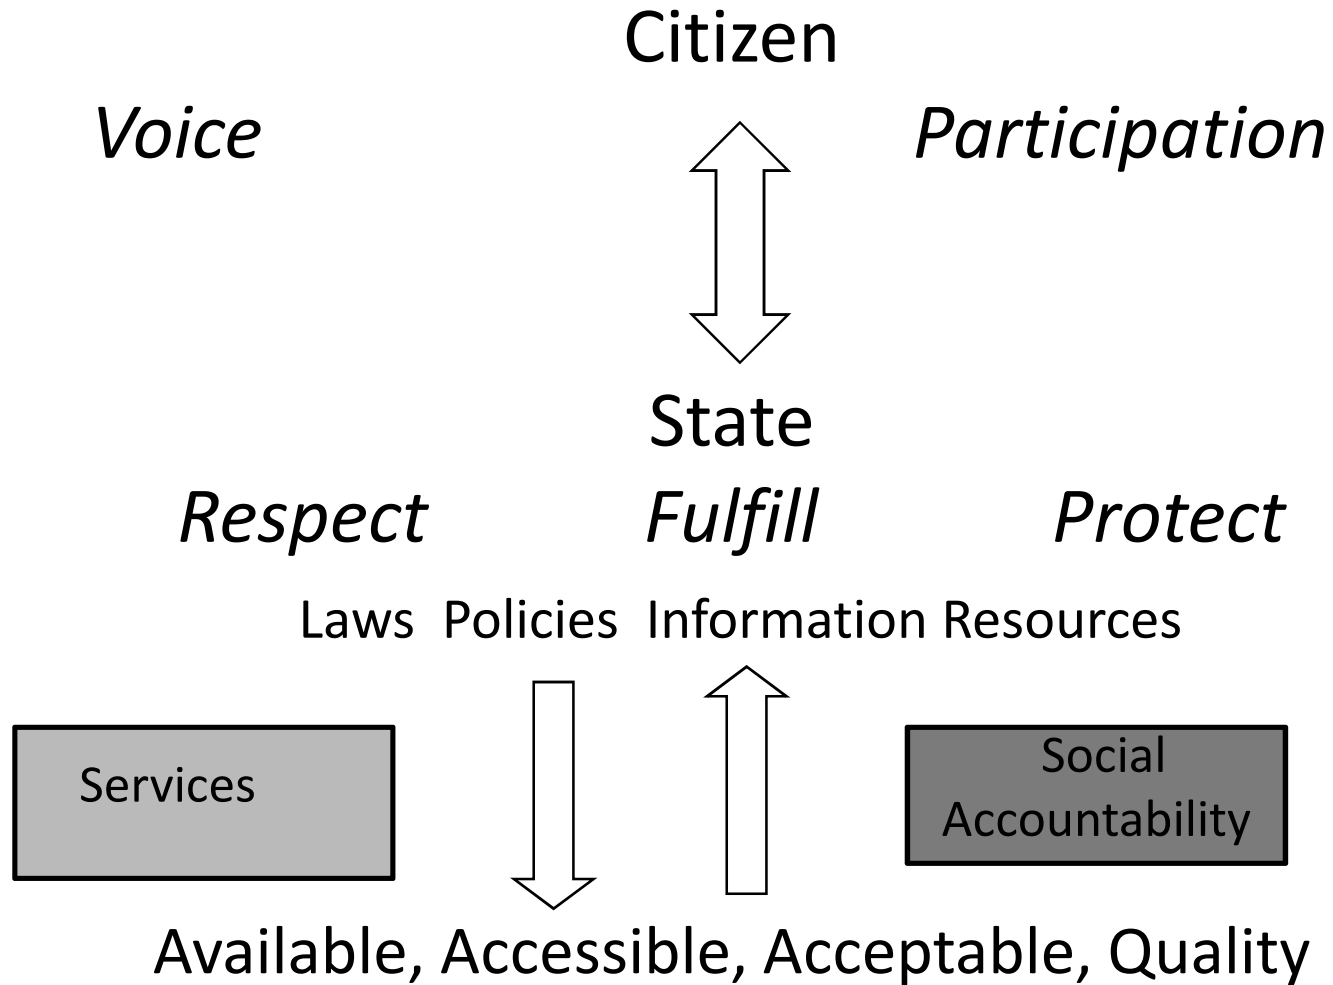 Citizen
Voice Participation
State
Respect Fulfill Protect
Laws Policies Information Resources
Services
Social
Accountability
Available, Accessible, Acceptable, Quality